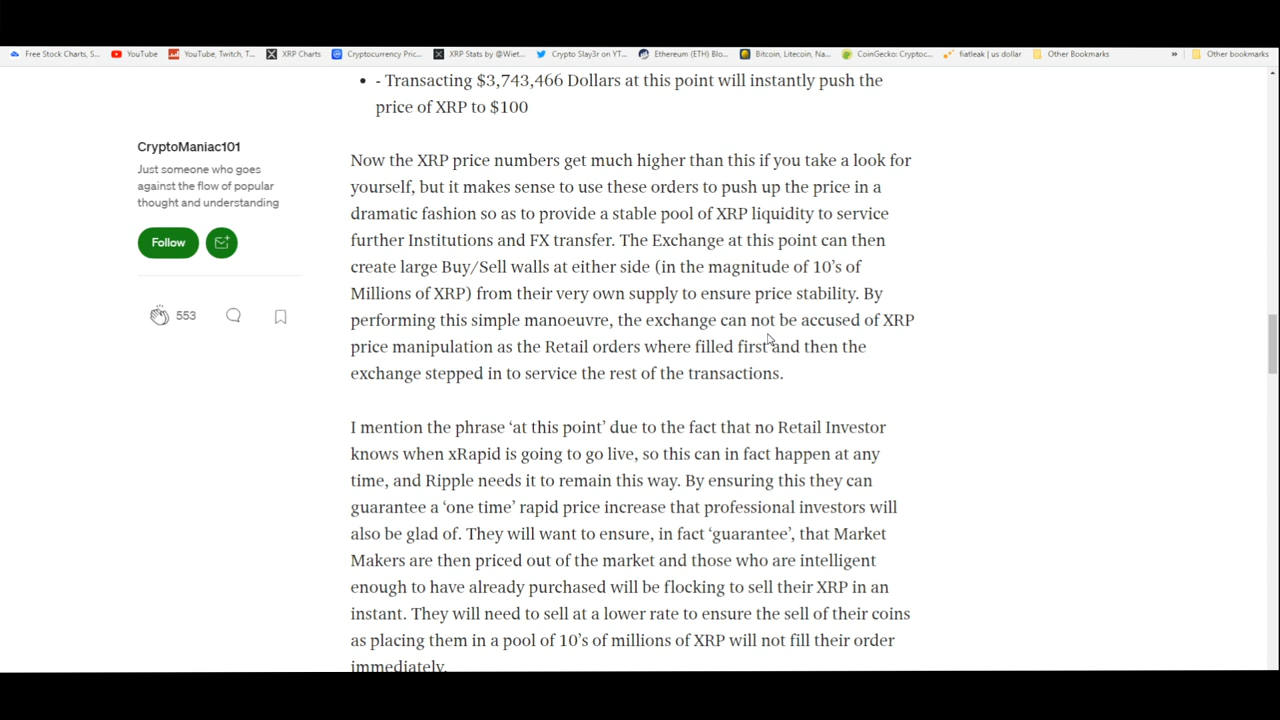 Free Stock Charts, S...
YouTube
YouTube, Twitch, T...
XRP Charts
Cryptocurrency Pric...
XRP Stats by @Wiet...
Crypto Slay3r on YT...
Ethereum (ETH) Blo...
Bitcoin, Litecoin, Na...
CoinGecko: Cryptoc...
fiatleak | us dollar
Other Bookmarks
»
Other bookmarks
• - Transacting $3,743,466 Dollars at this point will instantly push the
price of XRP to $100
CryptoManiac101
Just someone who goes
against the flow of popular
thought and understanding
Follow
553
Now the XRP price numbers get much higher than this if you take a look for
yourself, but it makes sense to use these orders to push up the price in a
dramatic fashion so as to provide a stable pool of XRP liquidity to service
further Institutions and FX transfer. The Exchange at this point can then
create large Buy/Sell walls at either side (in the magnitude of 10’s of
Millions of XRP) from their very own supply to ensure price stability. By
performing this simple manoeuvre, the exchange can not be accused of XRP
price manipulation as the Retail orders where filled first and then the
exchange stepped in to service the rest of the transactions.
I mention the phrase ‘at this point’ due to the fact that no Retail Investor
knows when xRapid is going to go live, so this can in fact happen at any
time, and Ripple needs it to remain this way. By ensuring this they can
guarantee a ‘one time’ rapid price increase that professional investors will
also be glad of. They will want to ensure, in fact ‘guarantee’, that Market
Makers are then priced out of the market and those who are intelligent
enough to have already purchased will be flocking to sell their XRP in an
instant. They will need to sell at a lower rate to ensure the sell of their coins
as placing them in a pool of 10’s of millions of XRP will not fill their order
immediately.